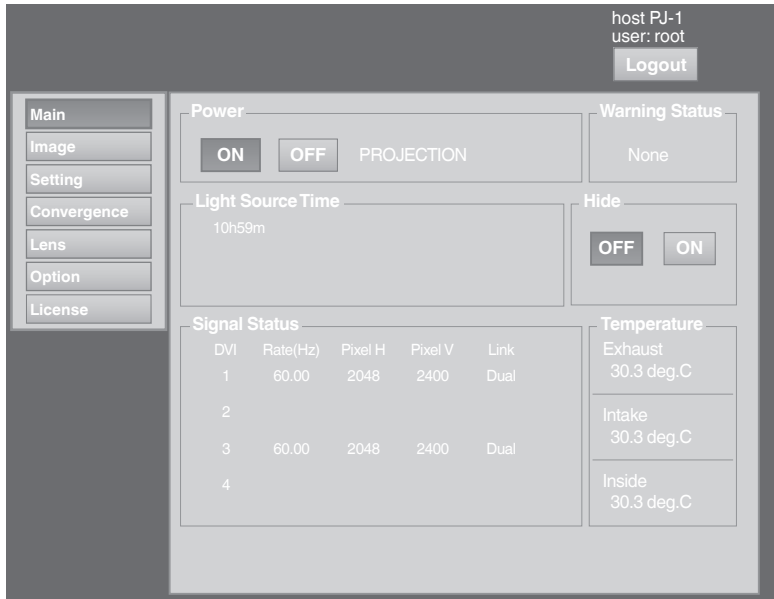 host PJ-1
user: root
Logout
Main
Image
Setting
Convergence
Lens
Option
License
Power
ON OFF PROJECTION
Warning Status
None
Light Source Time
10h59m
Hide
OFF ON
Signal Status
DVI Rate(Hz) Pixel H Pixel V Link
1 60.00 2048 2400 Dual
2
3 60.00 2048 2400 Dual
4
Temperature
Exhaust
30.3 deg.C
Intake
30.3 deg.C
Inside
30.3 deg.C